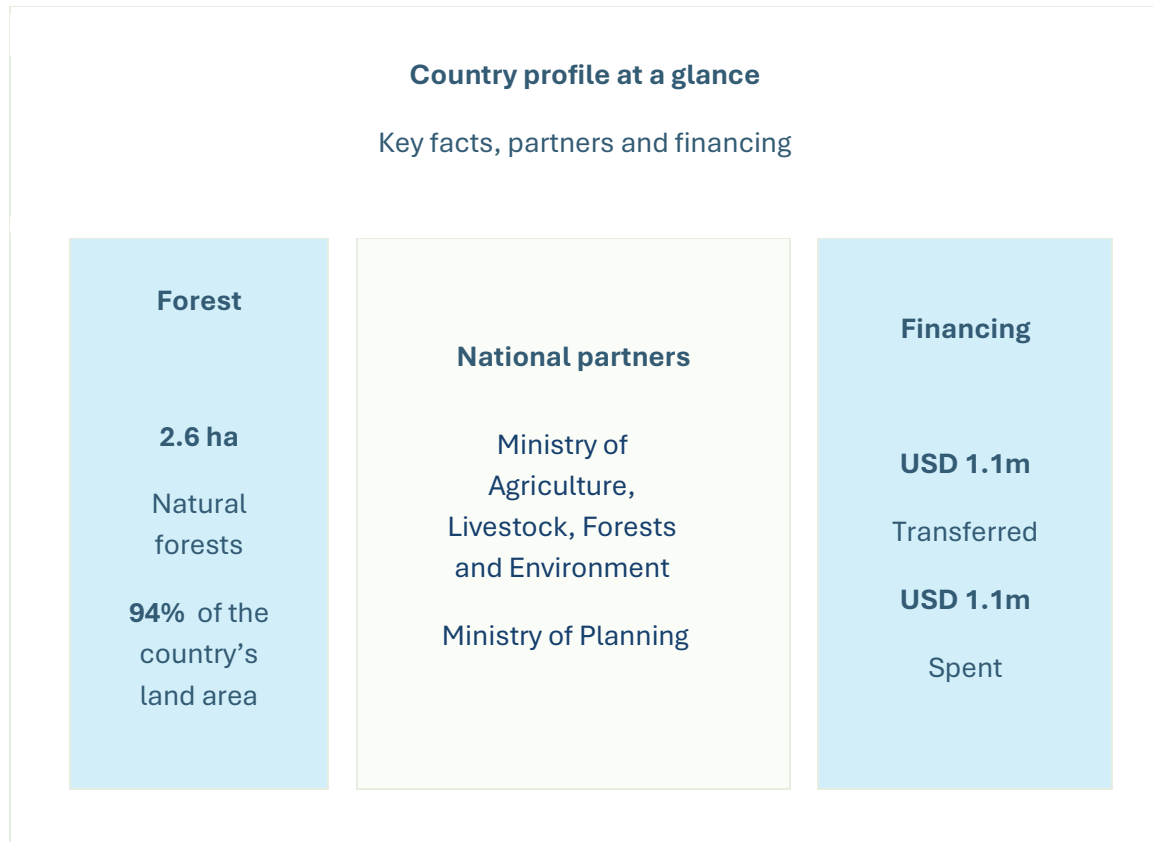 Country profile at a glance
Key facts, partners and financing
Forest
2.6 ha
Natural
forests
94% of the
country’s
land area
National partners
Ministry of
Agriculture,
Livestock, Forests
and Environment
Ministry of Planning
Financing
USD 1.1m
Transferred
USD 1.1m
Spent